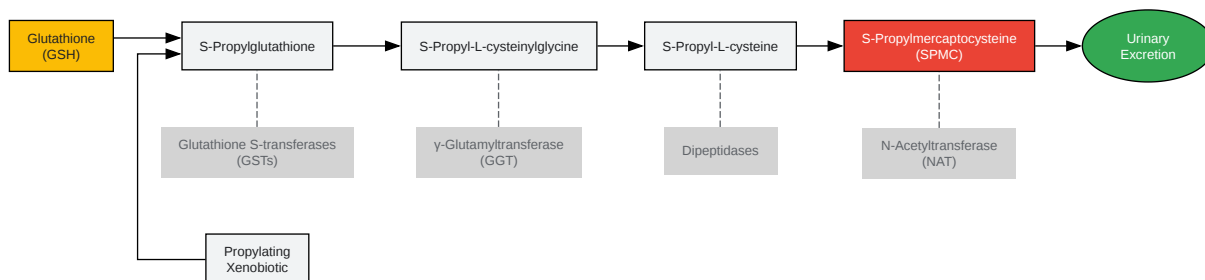 Glutathione
(GSH)
S-Propylglutathione
S-Propyl-L-cysteinylglycine
S-Propyl-L-cysteine
S-Propylmercaptocysteine
(SPMC)
Urinary
Excretion
Glutathione S-transferases
(GSTs)
γ-Glutamyltransferase
(GGT)
Dipeptidases
N-Acetyltransferase
(NAT)
Propylating
Xenobiotic